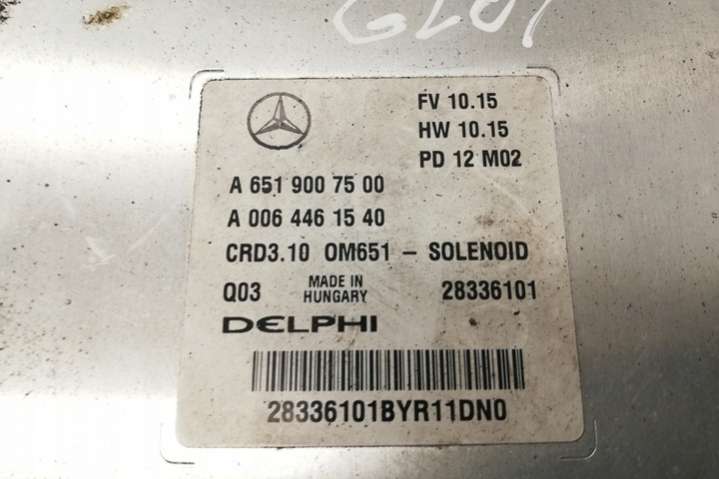 FV 10.15
HW 10.15
PD 12 M02
A 651 900 75 00
A 006 446 15 40
CRD3.10 OM651 – SOLENOID
Q03 MADE IN HUNGARY 28336101
DELPHI
28336101BYR11DN0